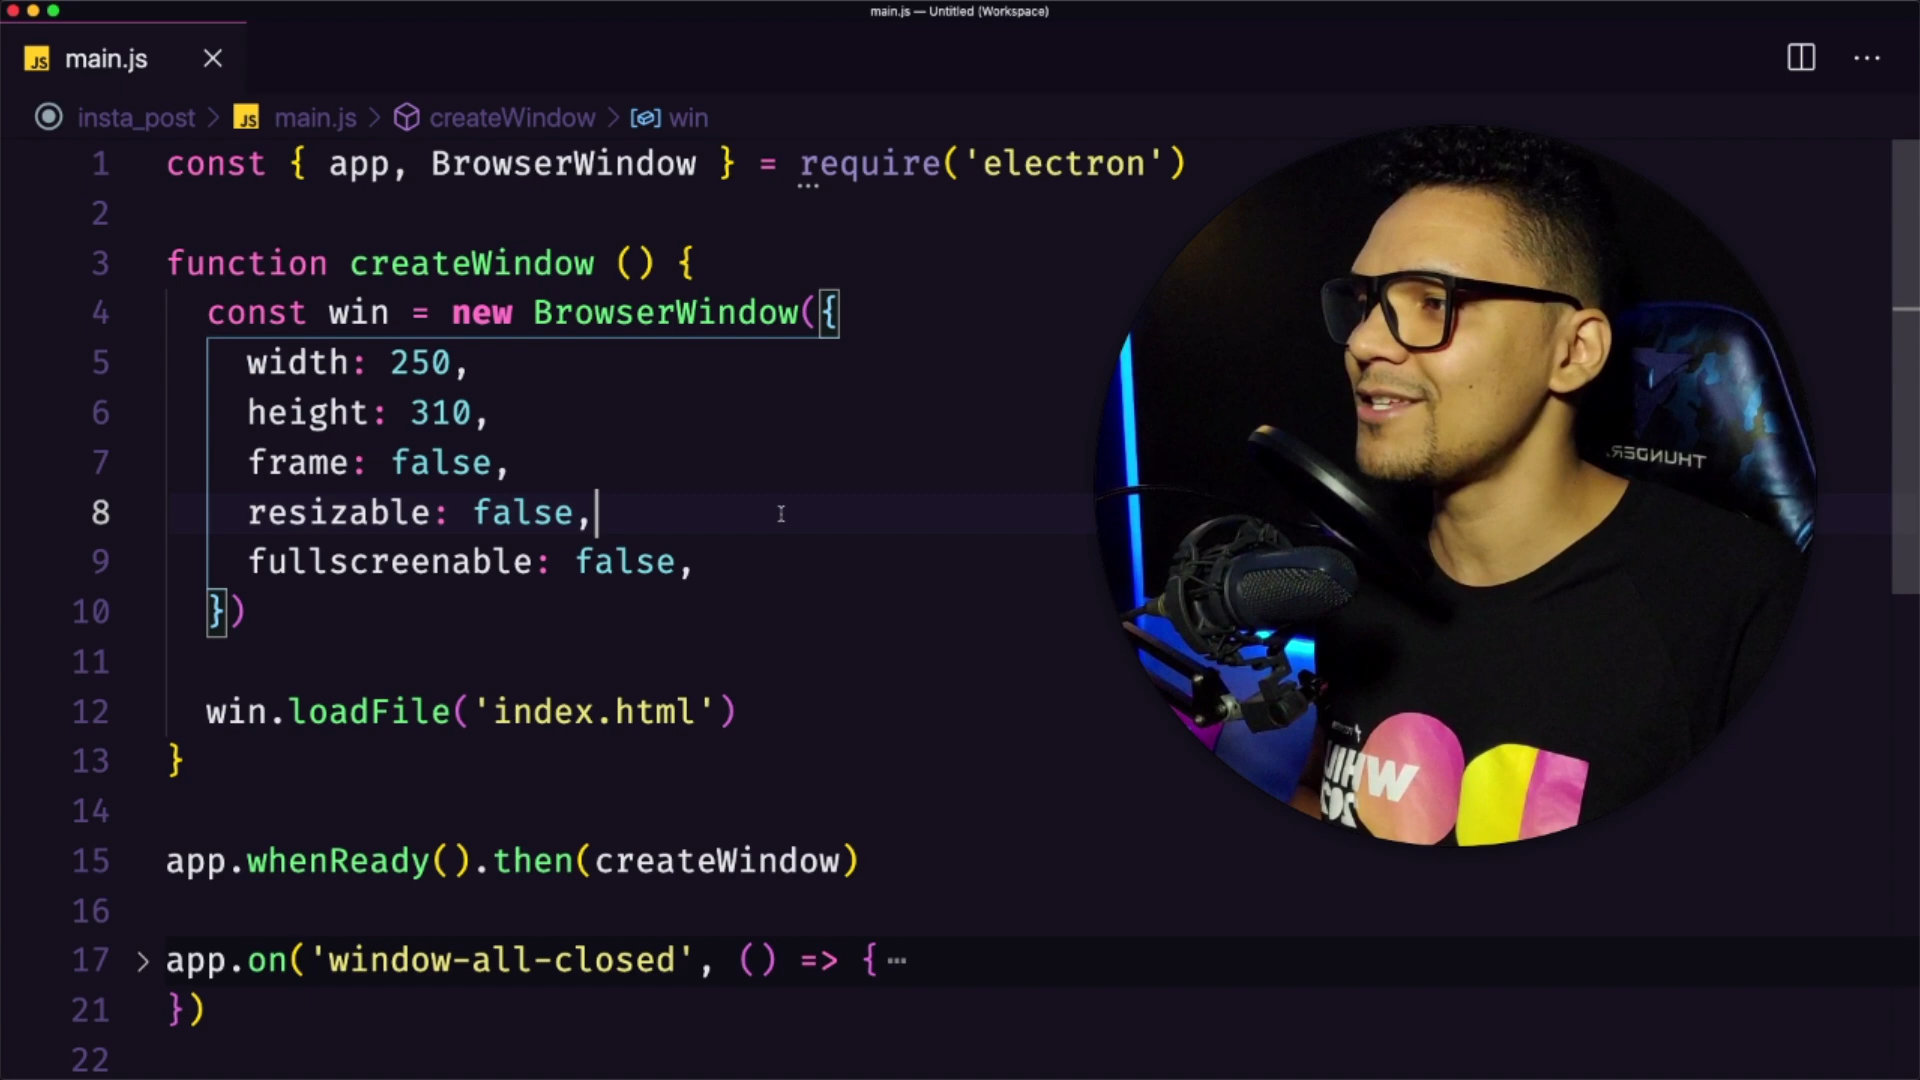 main.js — Untitled (Workspace)
JS main.js
insta_post > JS main.js > createWindow > win
1 const { app, BrowserWindow } = require('electron')
2
3 function createWindow () {
4 const win = new BrowserWindow({
5 width: 250,
6 height: 310,
7 frame: false,
8 resizable: false,
9 fullscreenable: false,
10 })
11
12 win.loadFile('index.html')
13 }
14
15 app.whenReady().then(createWindow)
16
17 > app.on('window-all-closed', () => {…
21 })
22
THUNDER